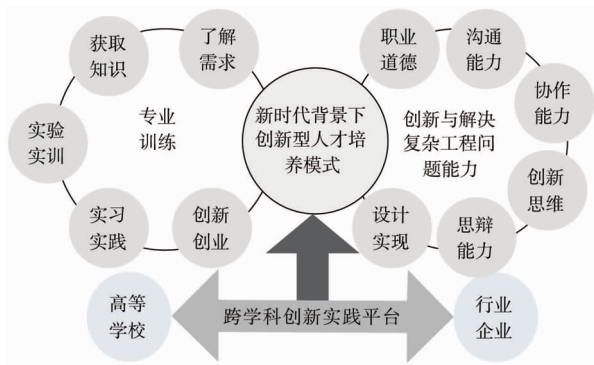 获取
知识
了解
需求
实验
实训
专业
训练
实习
实践
创新
创业
新时代背景下
创新型人才培
养模式
职业
道德
沟通
能力
协作
能力
创新与解决
复杂工程问
题能力
创新
思维
思辩
能力
设计
实现
高等
学校
跨学科创新实践平台
行业
企业